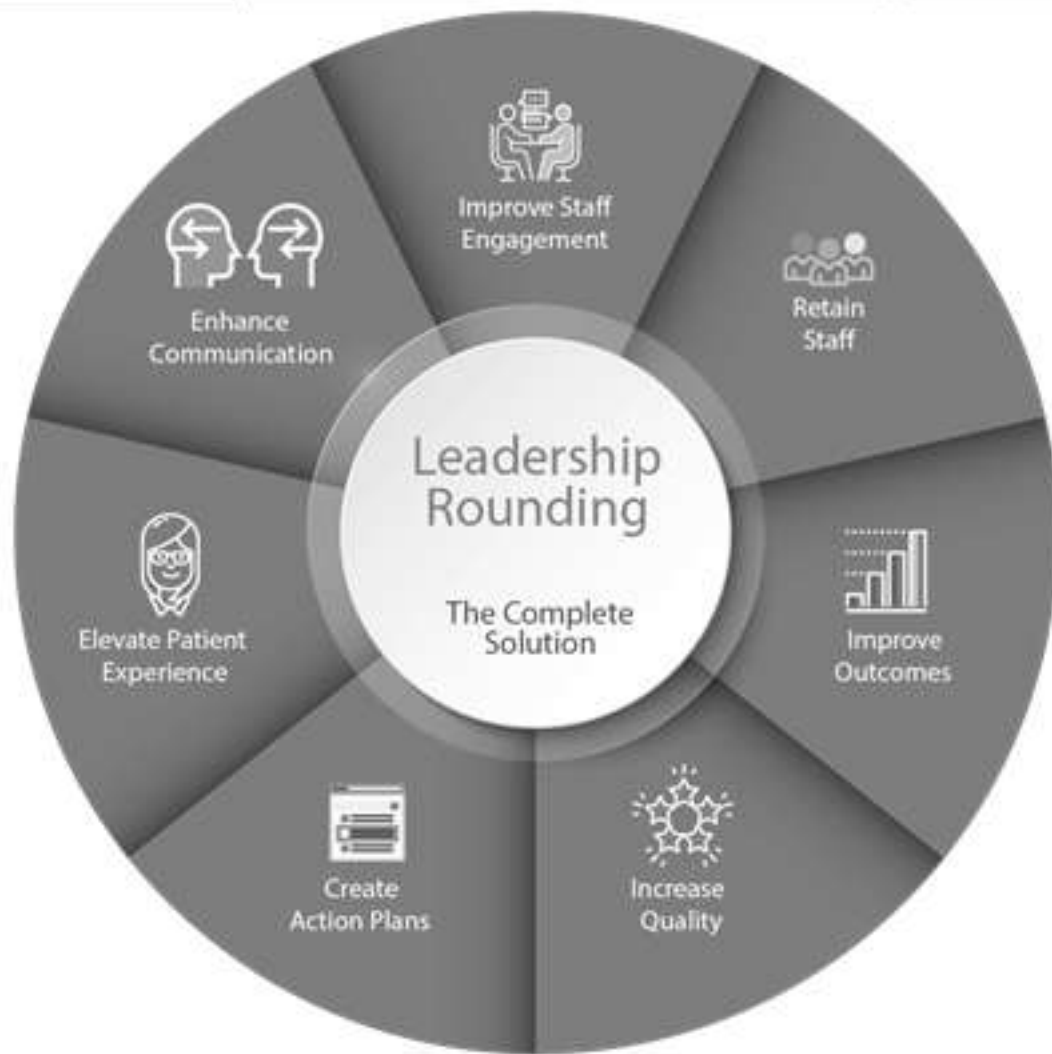 Leadership
Rounding
The Complete
Solution
Improve Staff
Engagement
Retain
Staff
Improve
Outcomes
Increase
Quality
Create
Action Plans
Elevate Patient
Experience
Enhance
Communication